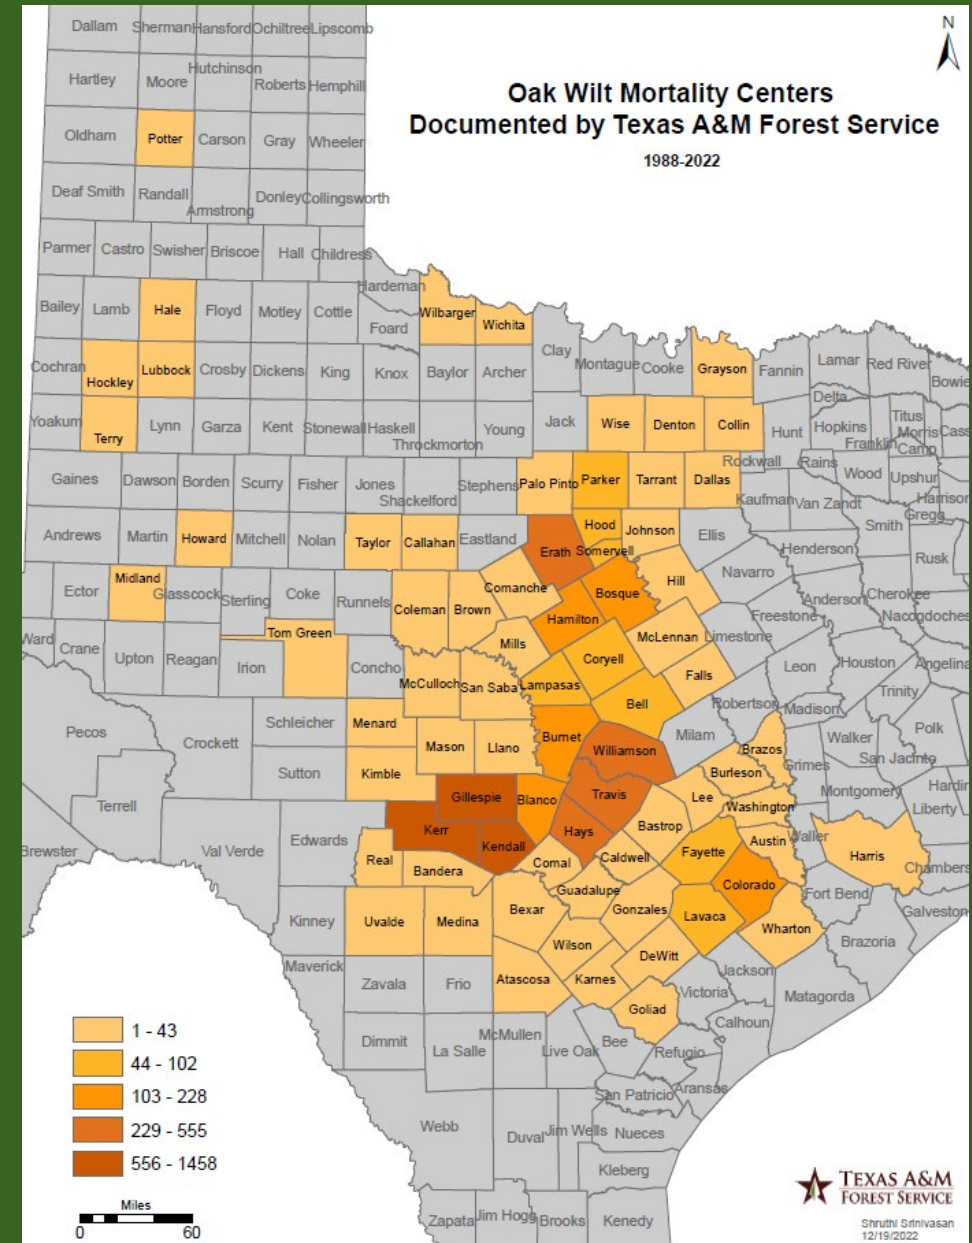 N
Oak Wilt Mortality Centers
Documented by Texas A&M Forest Service
1988-2022
Dallam Sherman Hansford Ochiltree Lipscomb
Hartley Moore Hutchinson Roberts Hemphill
Oldham Potter Carson Gray Wheeler
Deaf Smith Randall Armstrong Donley Collingsworth
Parmer Castro Swisher Briscoe Hall Childress
Hardeman
Bailey Lamb Hale Floyd Motley Cottle Foard Wilbarger Wichita
Clay Montague Cooke Grayson Fannin Lamar Red River Bowie
Cochran Hockley Lubbock Crosby Dickens King Knox Baylor Archer
Delta
Yoakum Terry Lynn Garza Kent Stonewall Haskell Throckmorton Young Jack Wise Denton Collin Hunt Hopkins Franklin Titus Morris Cass Camp
Gaines Dawson Borden Scurry Fisher Jones Shackelford Stephens Palo Pinto Parker Tarrant Dallas Rockwall Kaufman Rains Van Zandt Wood Upshur Harrison Gregg
Andrews Martin Howard Mitchell Nolan Taylor Callahan Eastland Erath Hood Somervell Johnson Ellis Henderson Smith Rusk
Ector Midland Glasscock Sterling Coke Runnels Coleman Brown Comanche Hamilton Bosque Hill Navarro Freestone Anderson Cherokee Nacogdoches
Ward Crane Upton Reagan Irion Tom Green Concho McCulloch San Saba Mills Lampasas Coryell McLennan Limestone Falls Leon Houston Angelina
Pecos Crockett Schleicher Menard Mason Llano Burnet Bell Williamson Milam Robertson Madison Trinity Walker Polk San Jacinto
Terrell Sutton Kimble Gillespie Blanco Travis Lee Burleson Brazos Grimes Washington Montgomery Hardin Liberty
Brewster Val Verde Edwards Kerr Kendall Hays Bastrop Caldwell Fayette Austin Waller Harris Chambers
Real Bandera Comal Guadalupe Colorado Fort Bend Galveston
Kinney Uvalde Medina Bexar Gonzales Lavaca Wharton Brazoria
Maverick Zavala Frio Atascosa Wilson Karnes DeWitt Victoria Jackson Matagorda
Goliad Calhoun
Dimmit La Salle McMullen Live Oak Bee Refugio
San Patricio Aransas
Webb Duval Jim Wells Nueces
Kleberg
Zapata Jim Hogg Brooks Kenedy
1 - 43
44 - 102
103 - 228
229 - 555
556 - 1458
Miles
0 60
TEXAS A&M
FOREST SERVICE
Shruthi Srinivasan
12/19/2022